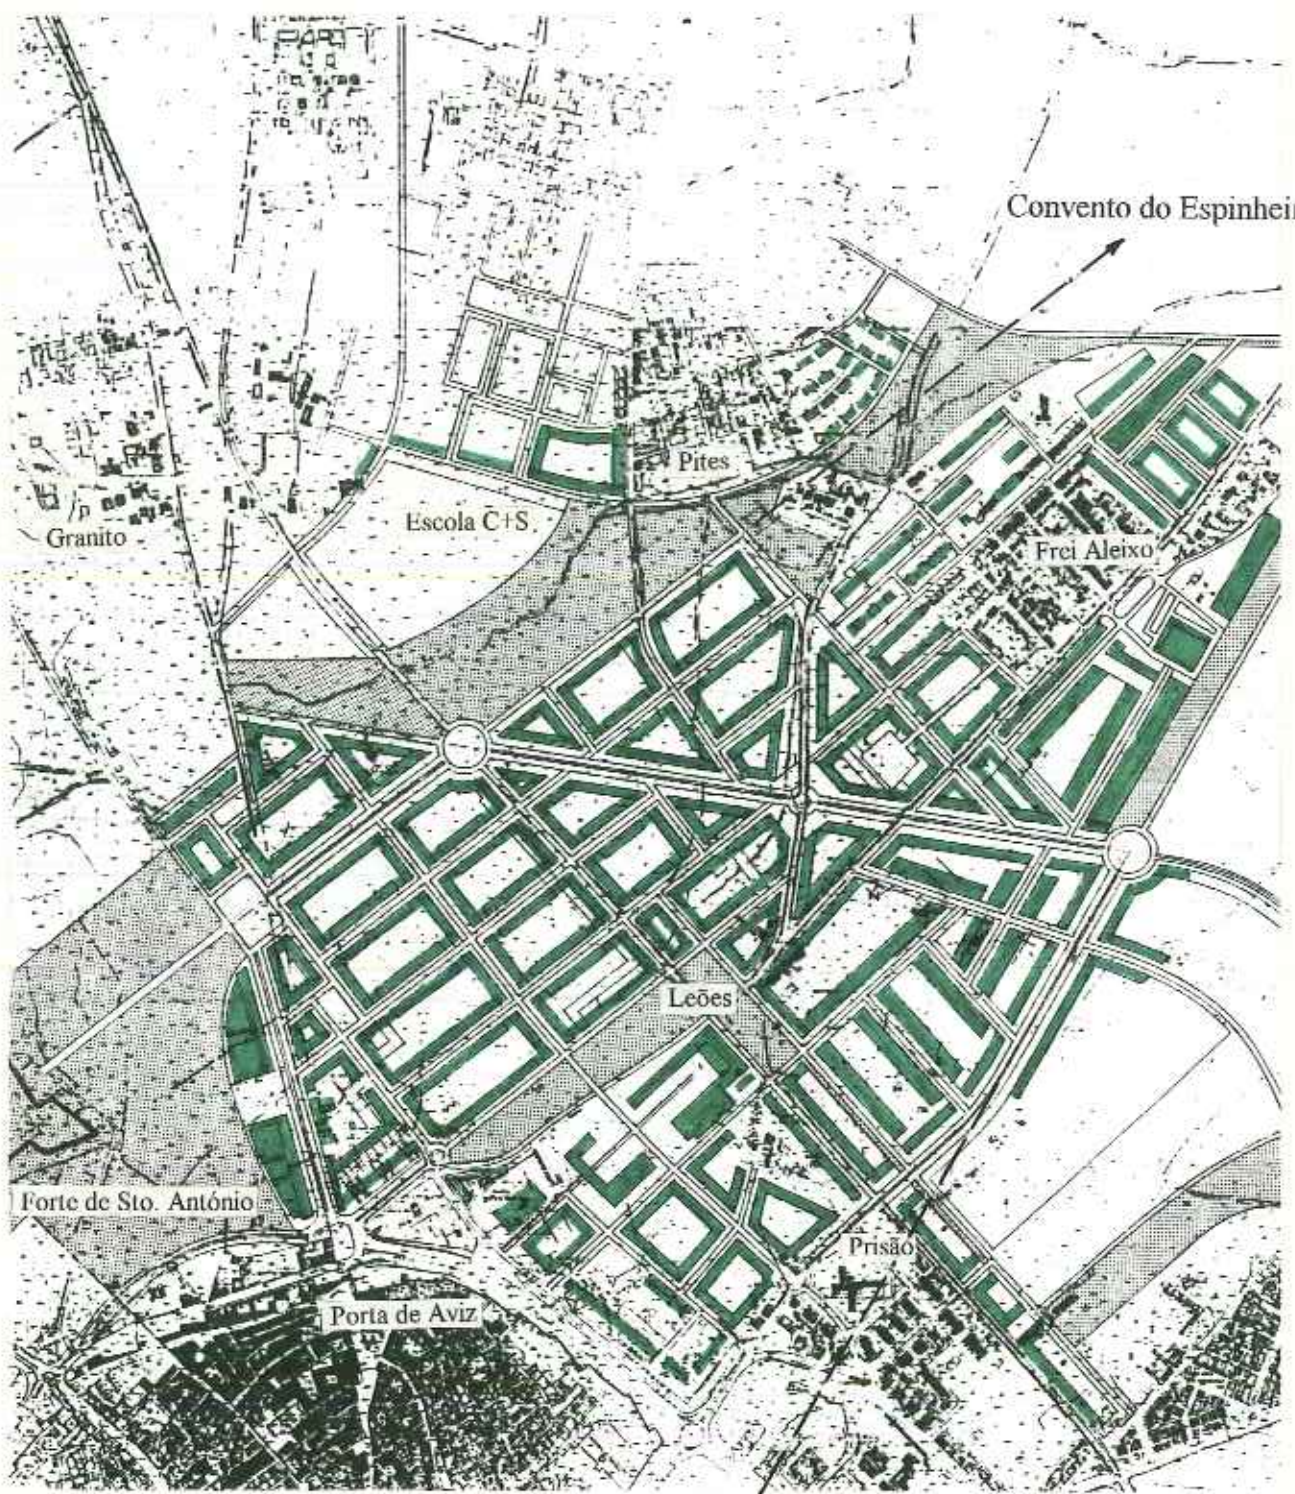 Convento do Espinheir
Pites
Escola C+S
Granito
Frei Aleixo
Leões
Forte de Sto. António
Prisão
Porta de Aviz